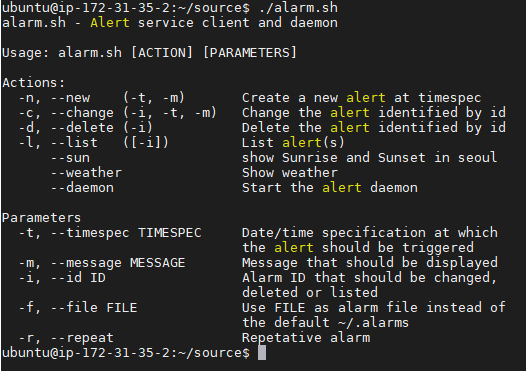 ubuntu@ip-172-31-35-2:~/source$ ./alarm.sh
alarm.sh - Alert service client and daemon
Usage: alarm.sh [ACTION] [PARAMETERS]
Actions:
-n, --new (-t, -m) Create a new alert at timespec
-c, --change (-i, -t, -m) Change the alert identified by id
-d, --delete (-i) Delete the alert identified by id
-l, --list ([-i]) List alert(s)
--sun show Sunrise and Sunset in seoul
--weather Show weather
--daemon Start the alert daemon
Parameters
-t, --timespec TIMESPEC Date/time specification at which
the alert should be triggered
-m, --message MESSAGE Message that should be displayed
-i, --id ID Alarm ID that should be changed,
deleted or listed
-f, --file FILE Use FILE as alarm file instead of
the default ~/.alarms
-r, --repeat Repetative alarm
ubuntu@ip-172-31-35-2:~/source$